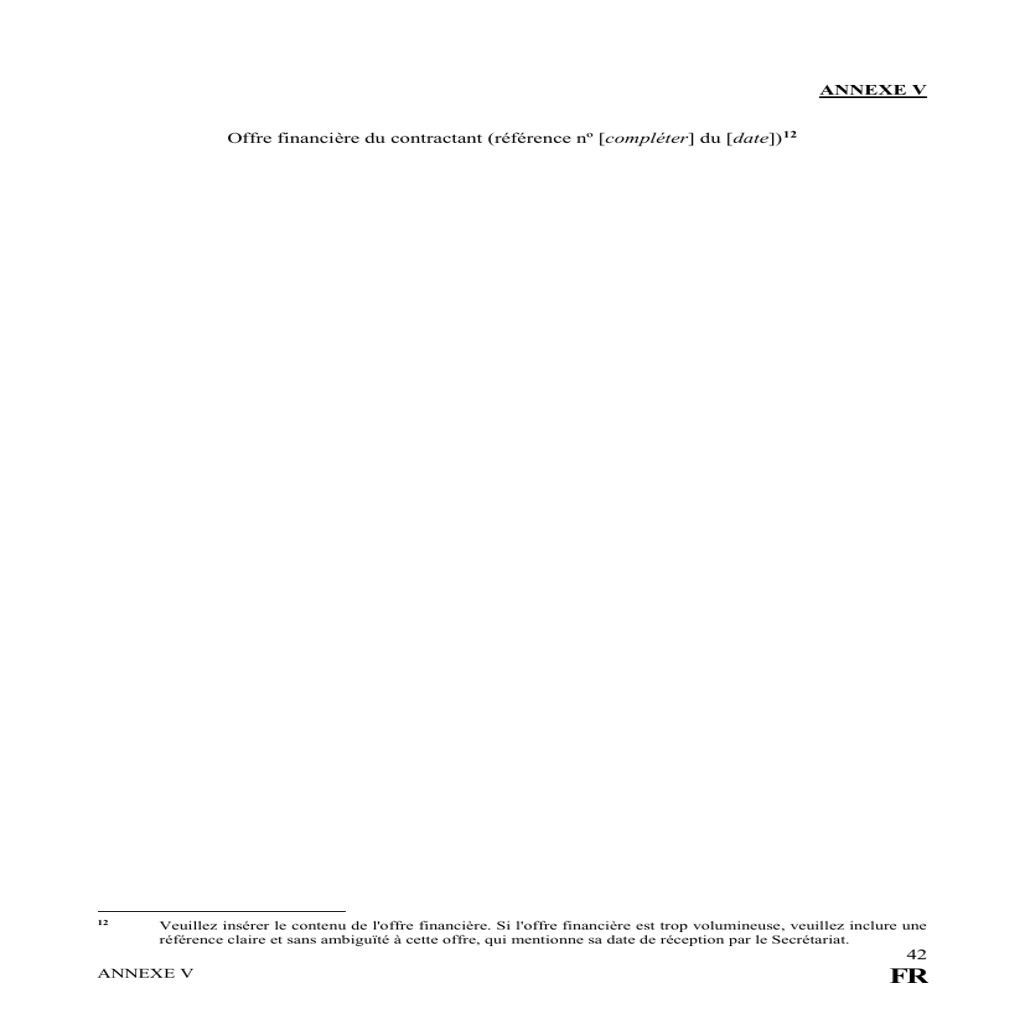 ANNEXE V
Offre financière du contractant (référence nº [compléter] du [date])12
12 Veuillez insérer le contenu de l'offre financière. Si l'offre financière est trop volumineuse, veuillez inclure une
référence claire et sans ambiguïté à cette offre, qui mentionne sa date de réception par le Secrétariat.
42
ANNEXE V FR